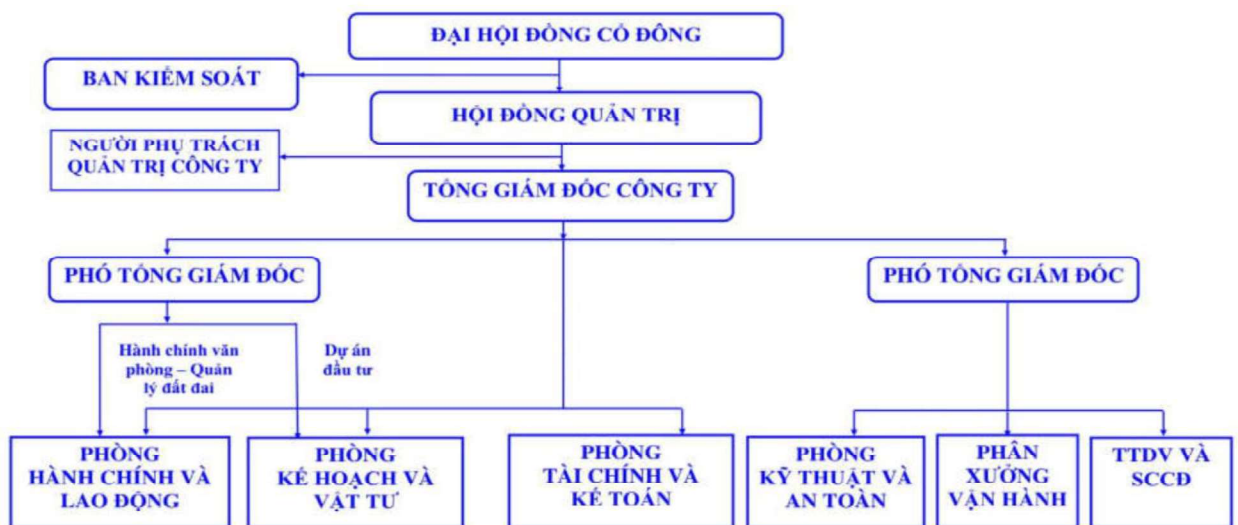 ĐẠI HỘI ĐỒNG CỔ ĐÔNG
BAN KIỂM SOÁT
HỘI ĐỒNG QUẢN TRỊ
NGƯỜI PHỤ TRÁCH
QUẢN TRỊ CÔNG TY
TỔNG GIÁM ĐỐC CÔNG TY
PHÓ TỔNG GIÁM ĐỐC
PHÓ TỔNG GIÁM ĐỐC
Hành chính văn
phòng – Quản
lý đất đai
Dự án
đầu tư
PHÒNG
HÀNH CHÍNH VÀ
LAO ĐỘNG
PHÒNG
KẾ HOẠCH VÀ
VẬT TƯ
PHÒNG
TÀI CHÍNH VÀ
KẾ TOÁN
PHÒNG
KỸ THUẬT VÀ
AN TOÀN
PHÂN
XƯỞNG
VẬN HÀNH
TTDV VÀ
SCCĐ